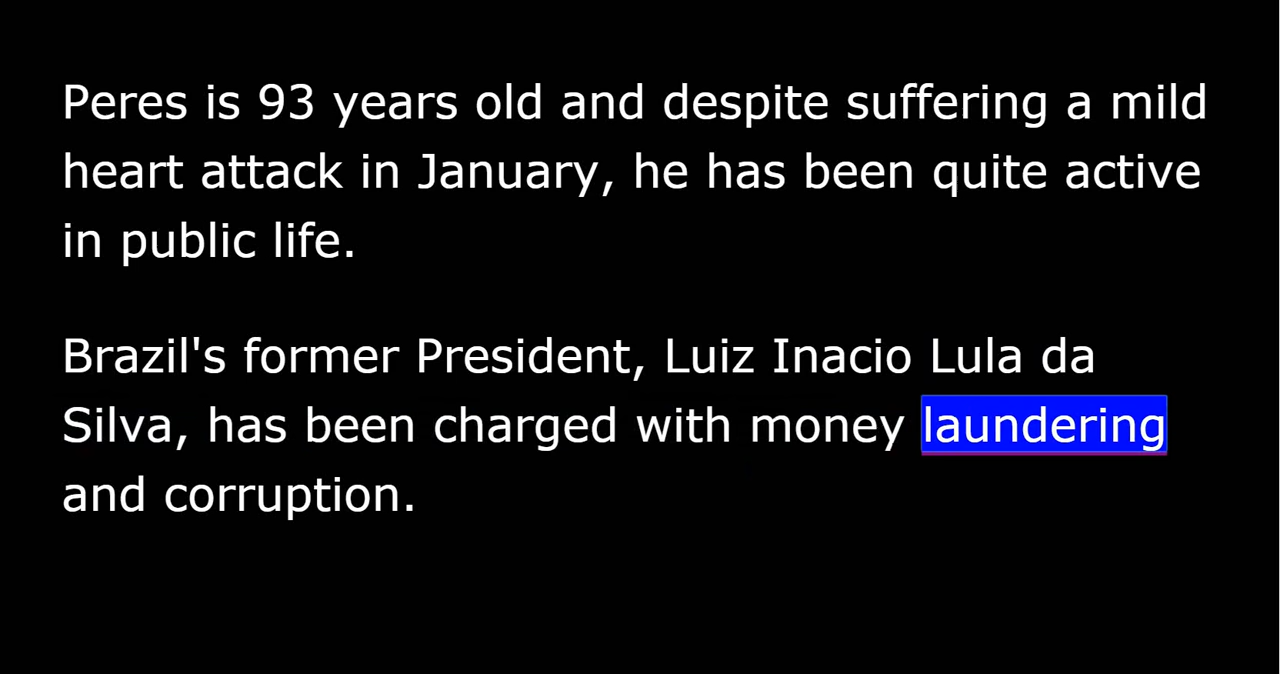 Peres is 93 years old and despite suffering a mild
heart attack in January, he has been quite active
in public life.
Brazil's former President, Luiz Inacio Lula da
Silva, has been charged with money laundering
and corruption.